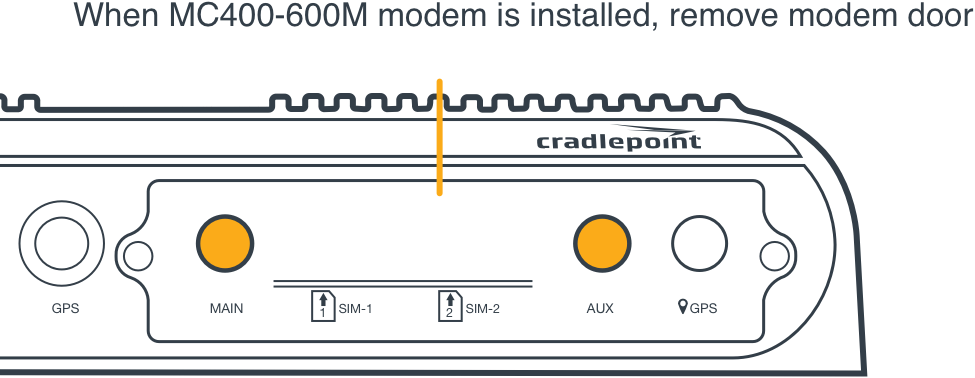 When MC400-600M modem is installed, remove modem door
cradlepoint
GPS
MAIN
1 SIM-1
2 SIM-2
AUX
GPS